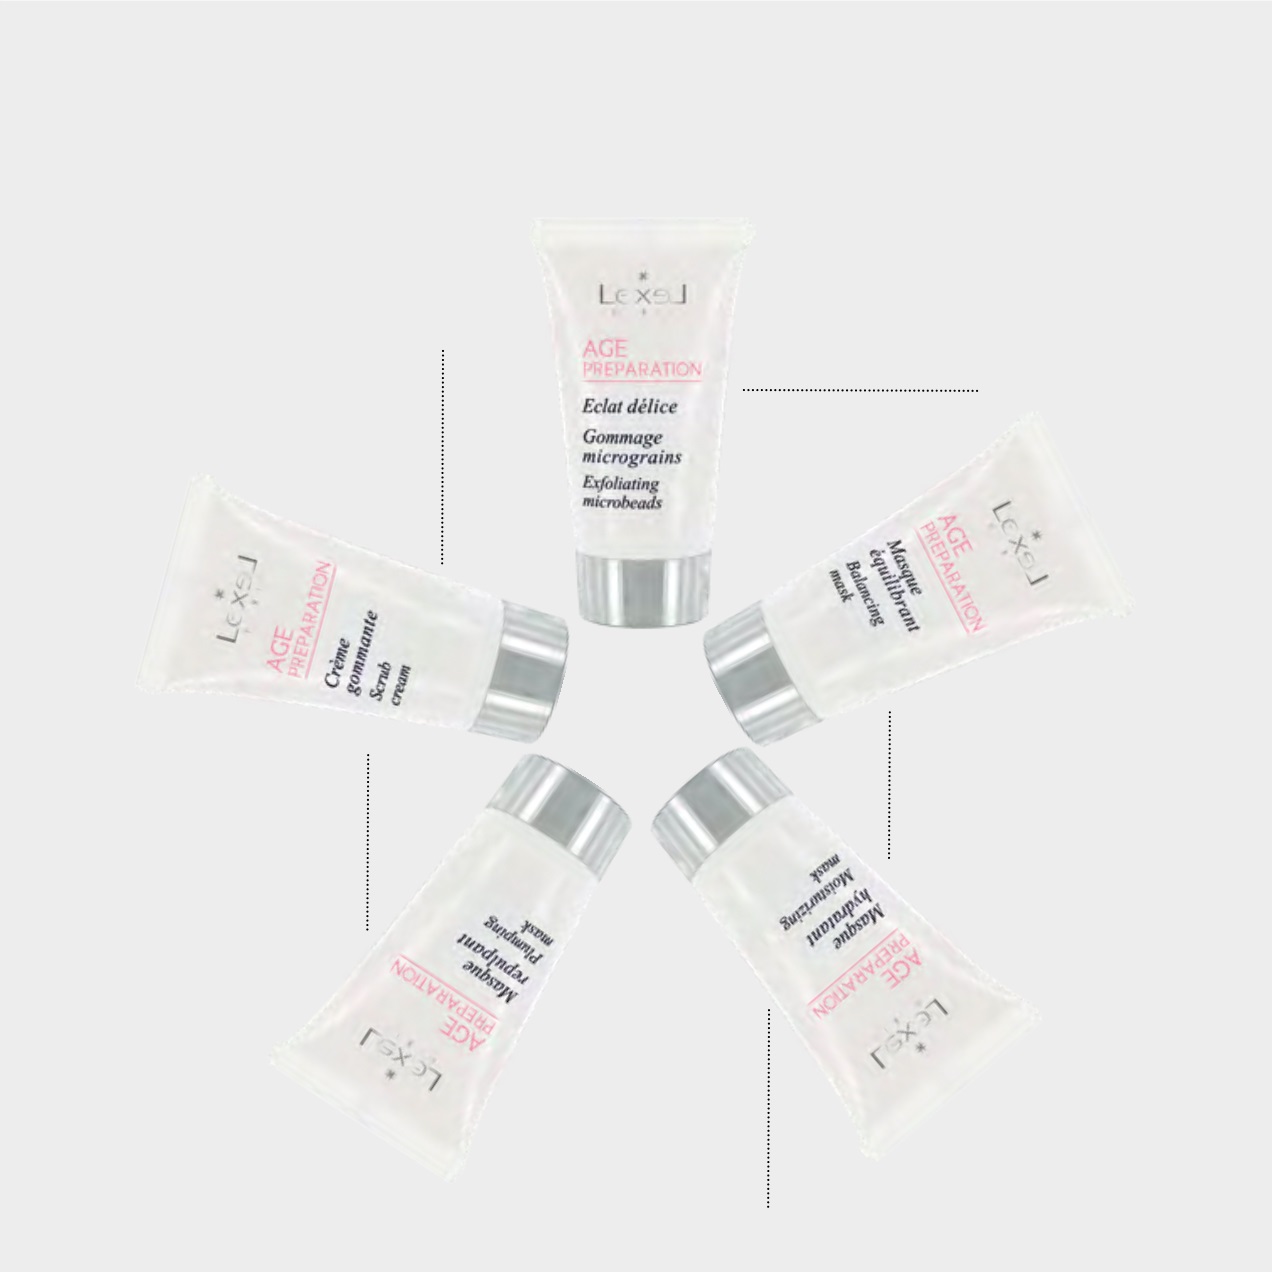 Lexel
AGE
PREPARATION
Eclat délice
Gommage
micrograins
Exfoliating
microbeads
Lexel
AGE
PREPARATION
Masque
équilibrant
Balancing
mask
Lexel
AGE
PREPARATION
Masque
hydratant
Moisturizing
mask
Lexel
AGE
PREPARATION
Masque
repulpant
Plumping
mask
Lexel
AGE
PREPARATION
Crème
gommante
Scrub
cream